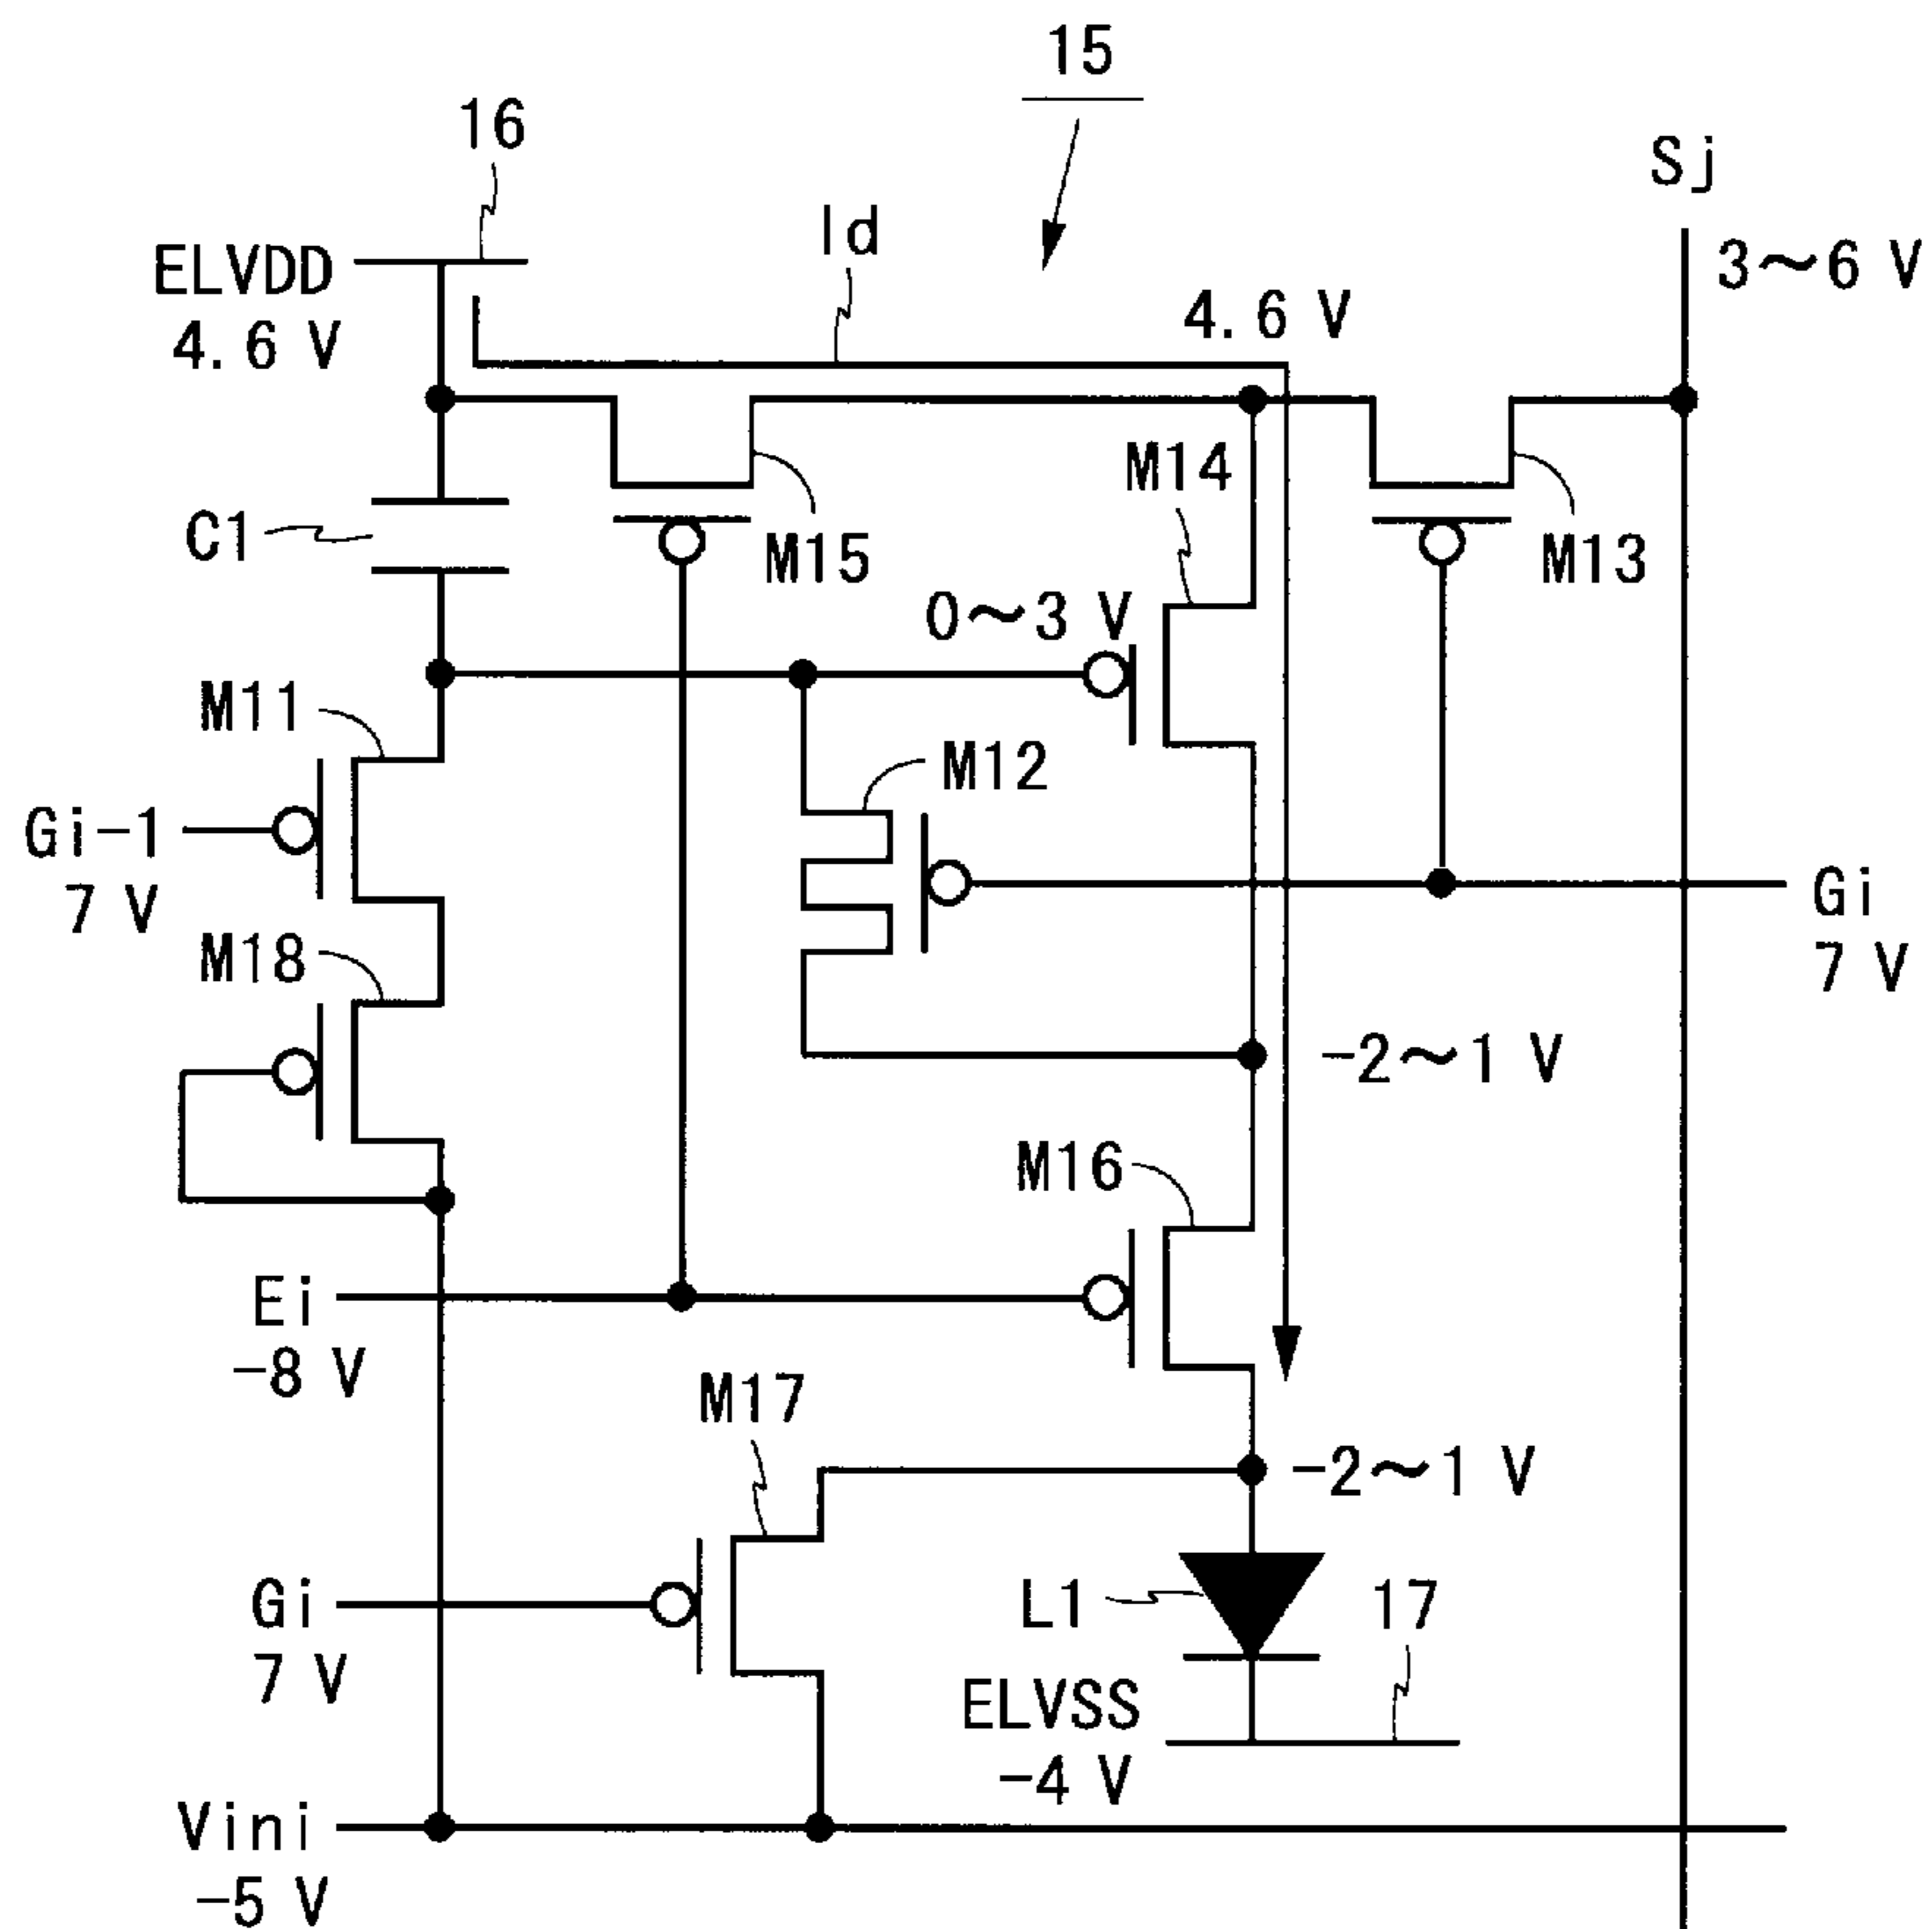 15
16
Sj
Id
ELVDD
4.6 V
4.6 V
3～6 V
M14
C1
M15
M13
0～3 V
M11
M12
Gi-1
7 V
Gi
7 V
M18
-2～1 V
M16
Ei
-8 V
M17
-2～1 V
Gi
7 V
L1
17
ELVSS
-4 V
Vini
-5 V